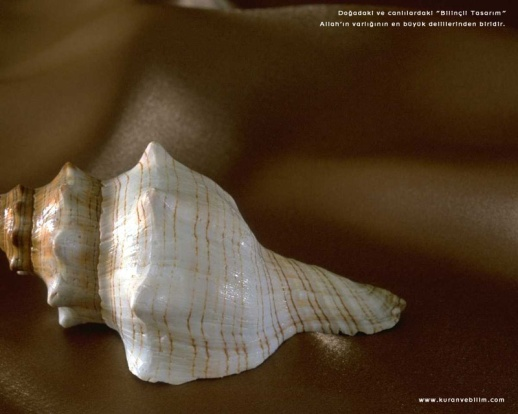 Doğadaki ve canlılardaki "Bilinçli Tasarım"
Allah'ın varlığının en büyük delillerinden biridir.
www.kuranvebilim.com